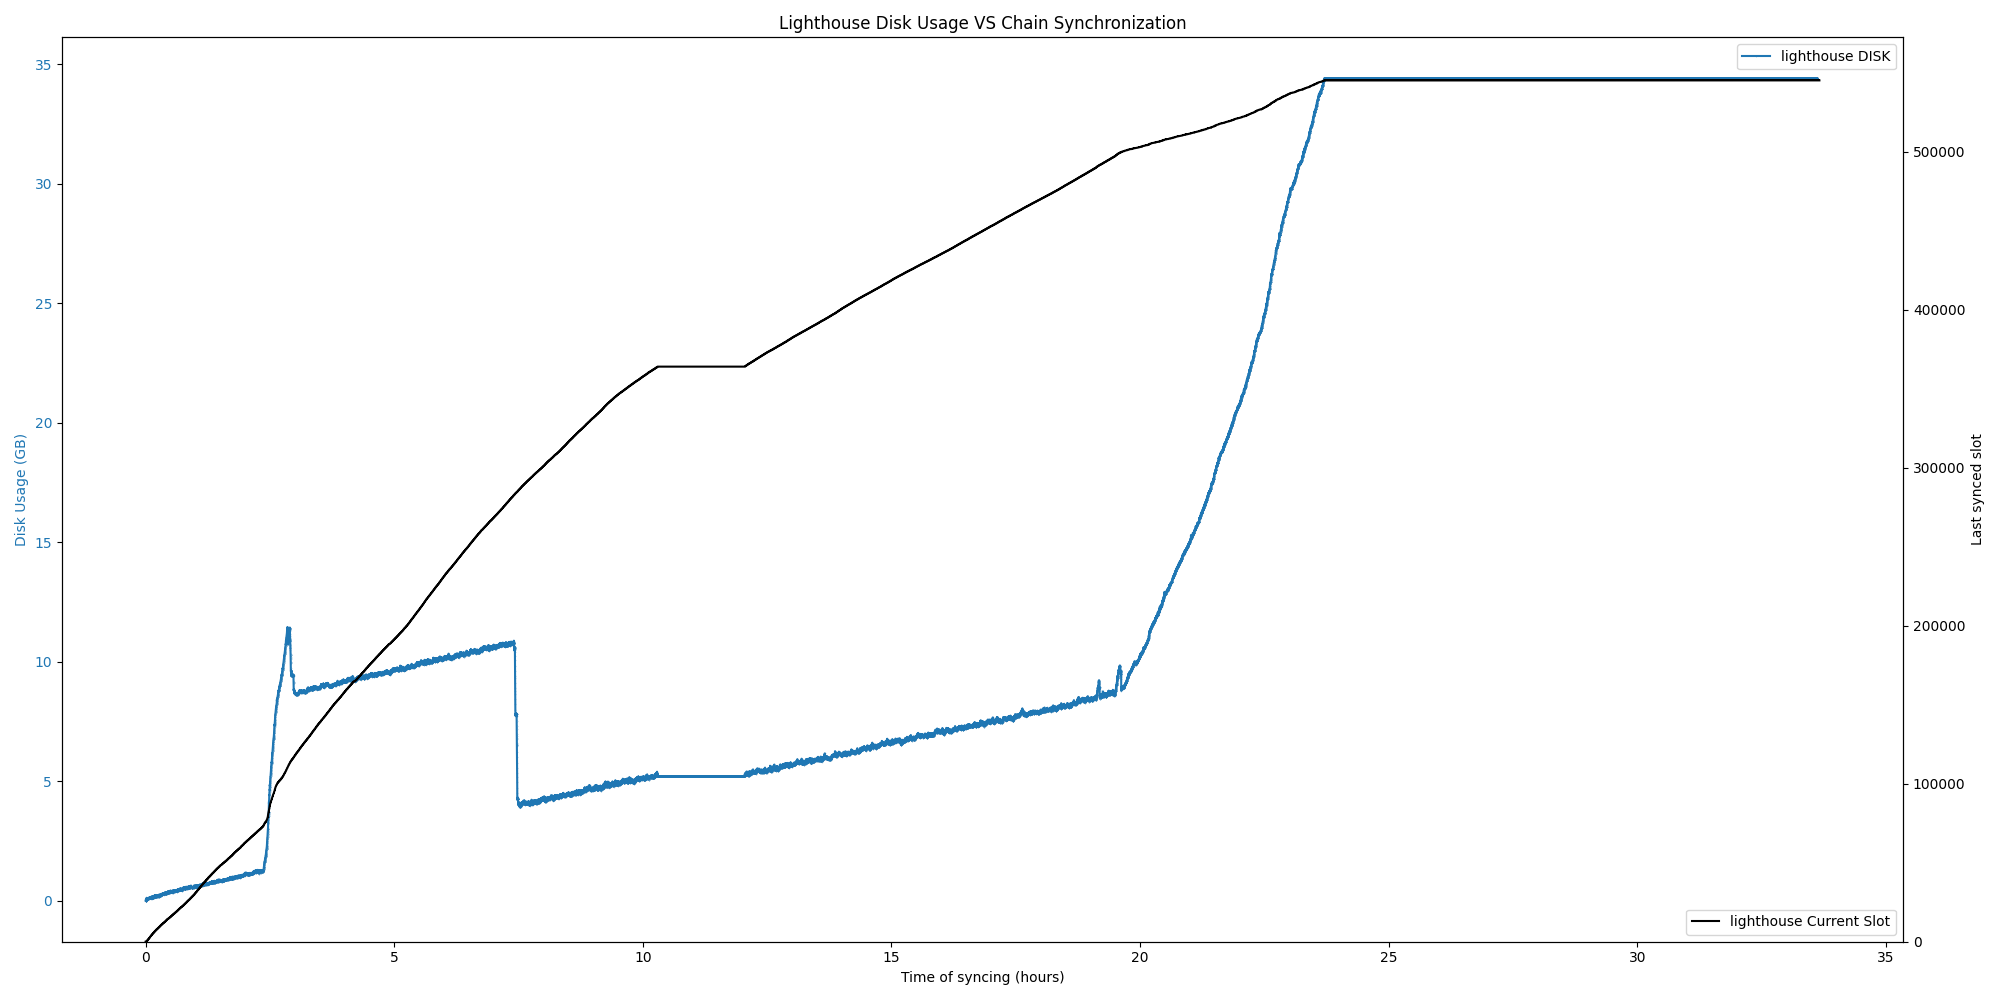 Lighthouse Disk Usage VS Chain Synchronization
lighthouse DISK
35
30
25
20
15
10
5
0
Disk Usage (GB)
500000
400000
300000
200000
100000
0
Last synced slot
lighthouse Current Slot
0 5 10 15 20 25 30 35
Time of syncing (hours)